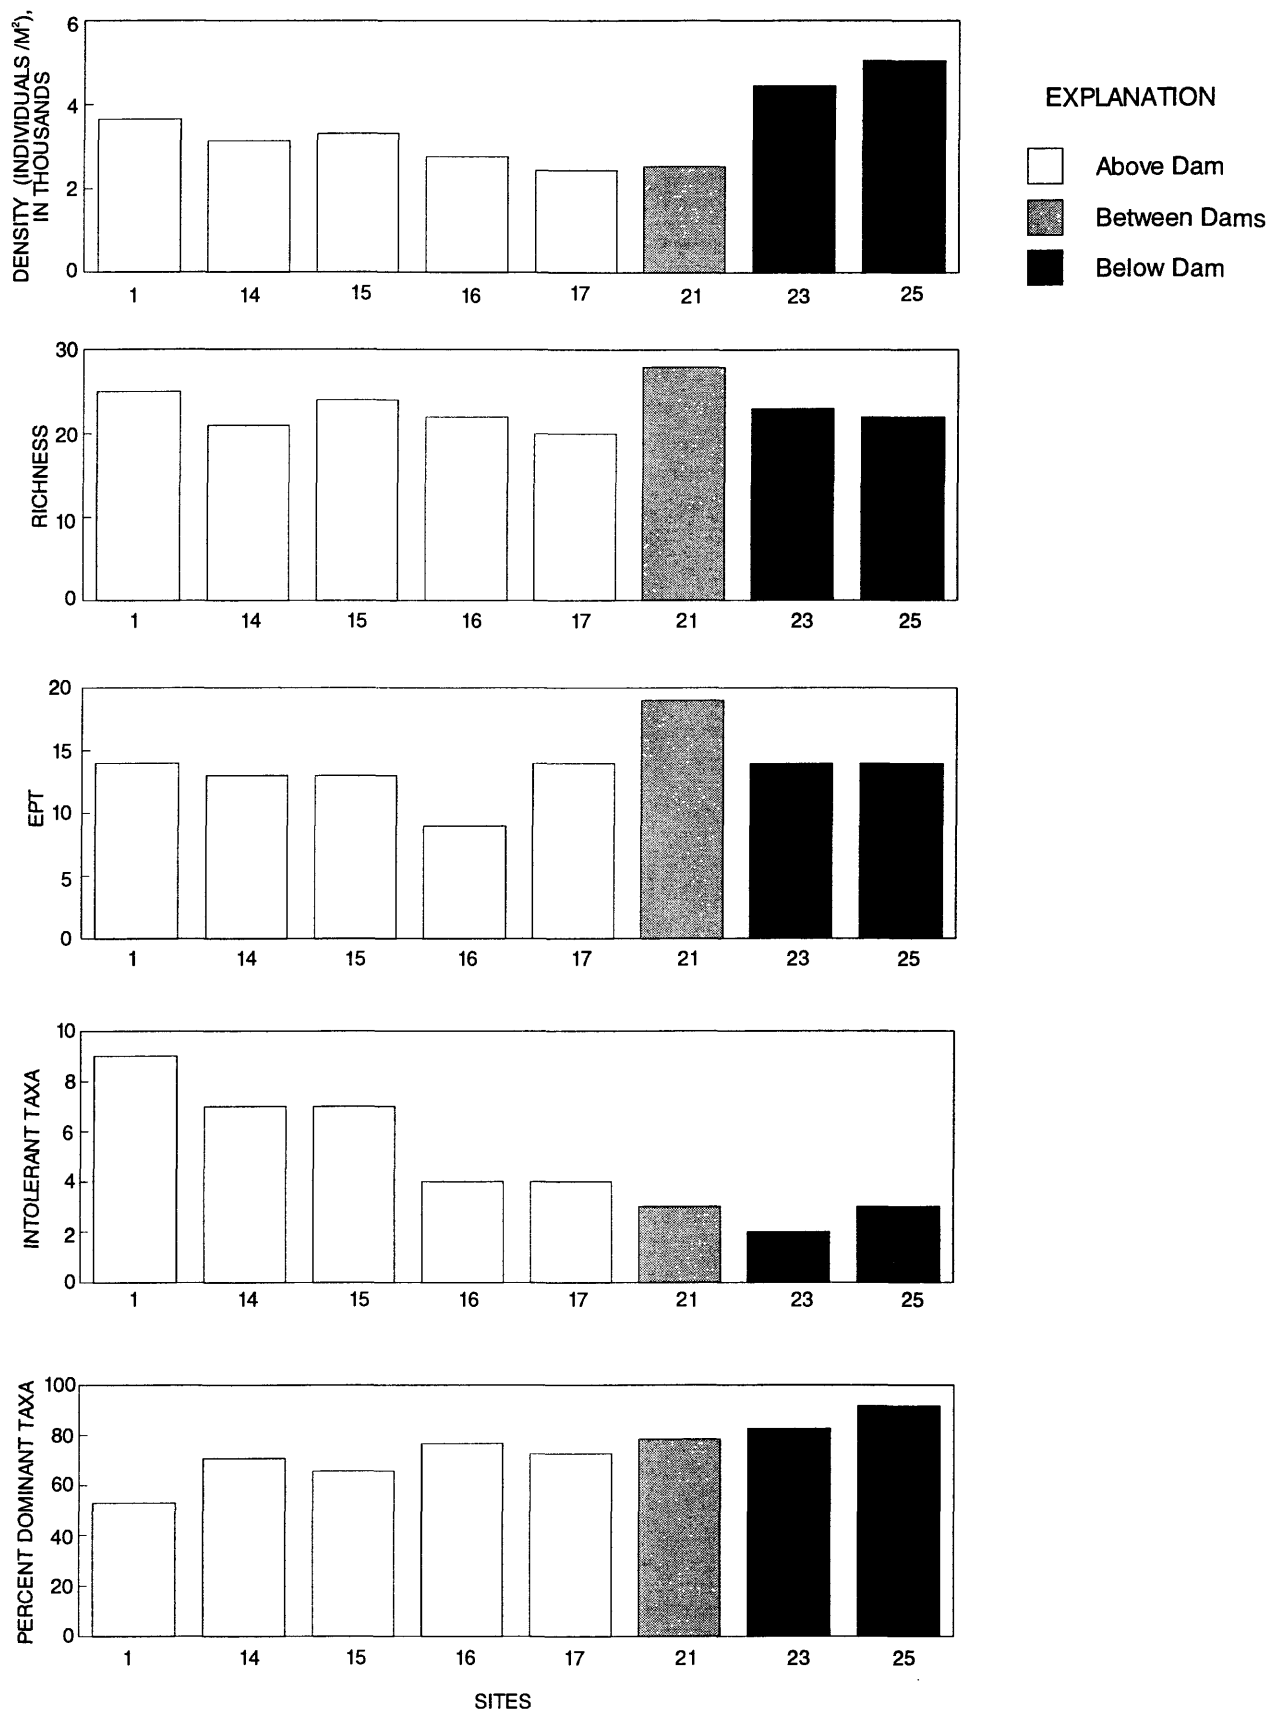 DENSITY (INDIVIDUALS /M²),
IN THOUSANDS
6
4
2
0
1 14 15 16 17 21 23 25
EXPLANATION
Above Dam
Between Dams
Below Dam
RICHNESS
30
20
10
0
1 14 15 16 17 21 23 25
EPT
20
15
10
5
0
1 14 15 16 17 21 23 25
INTOLERANT TAXA
10
8
6
4
2
0
1 14 15 16 17 21 23 25
PERCENT DOMINANT TAXA
100
80
60
40
20
0
1 14 15 16 17 21 23 25
SITES